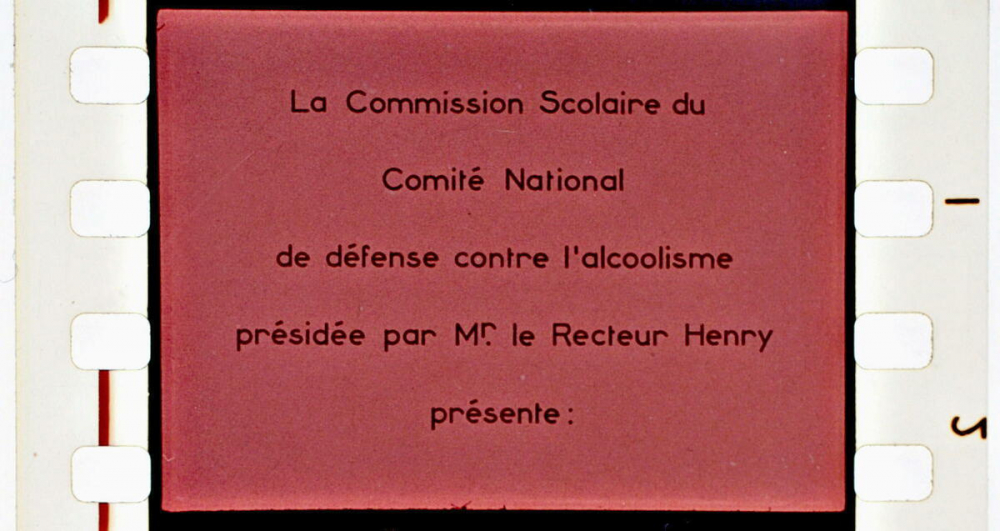 La Commission Scolaire du
Comité National
de défense contre l'alcoolisme
présidée par Mr. le Recteur Henry
présente :